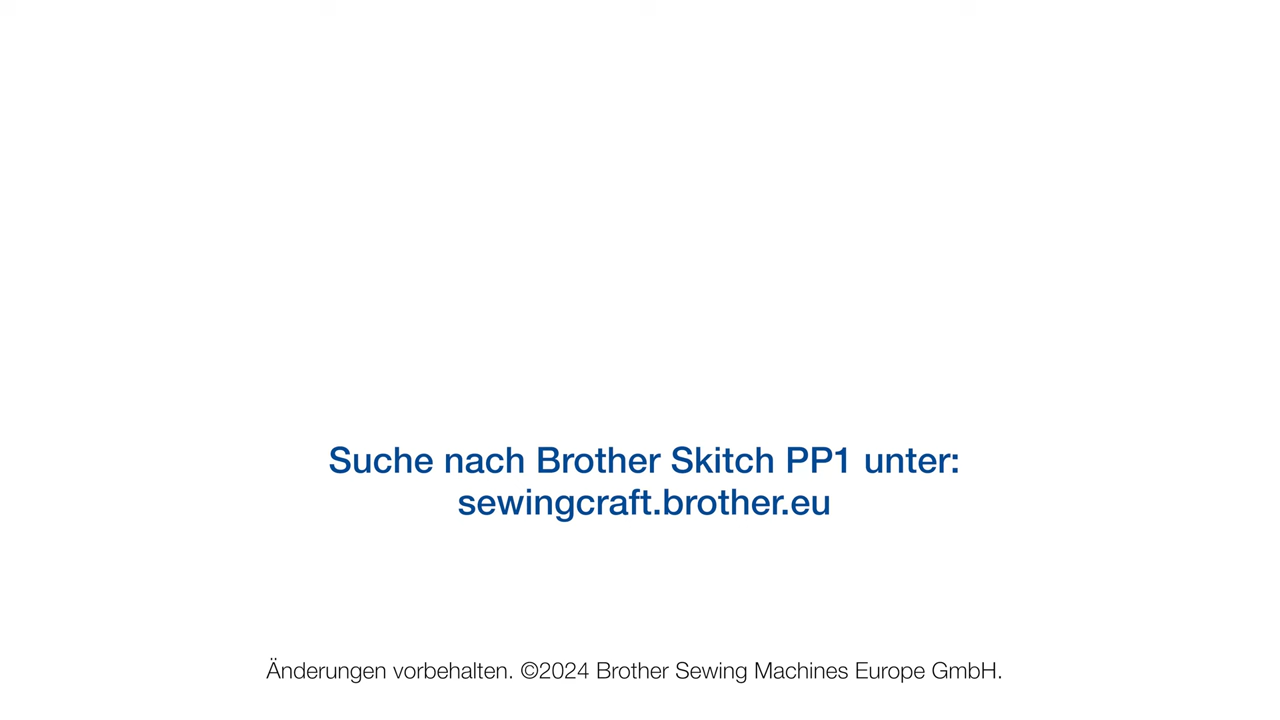 Suche nach Brother Skitch PP1 unter:
sewingcraft.brother.eu
Änderungen vorbehalten. ©2024 Brother Sewing Machines Europe GmbH.